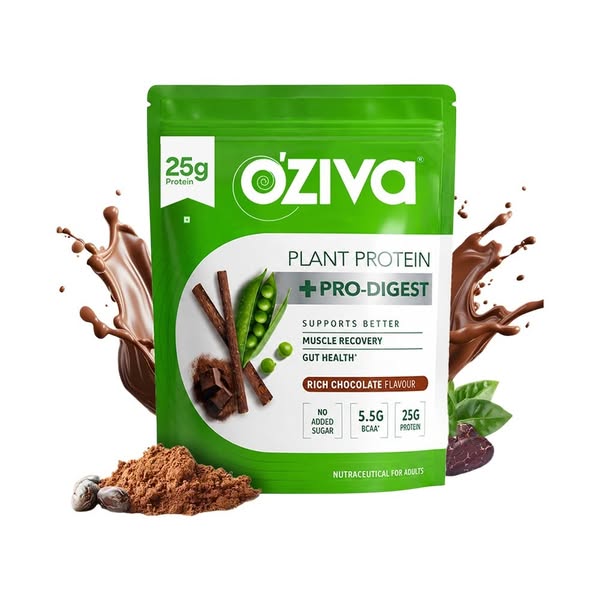 25g
Protein^
O'ZIVA®
PLANT PROTEIN
+PRO-DIGEST
SUPPORTS BETTER
MUSCLE RECOVERY
GUT HEALTH*
RICH CHOCOLATE FLAVOUR
NO
ADDED
SUGAR
5.5G
BCAA^
25G
PROTEIN
NUTRACEUTICAL FOR ADULTS